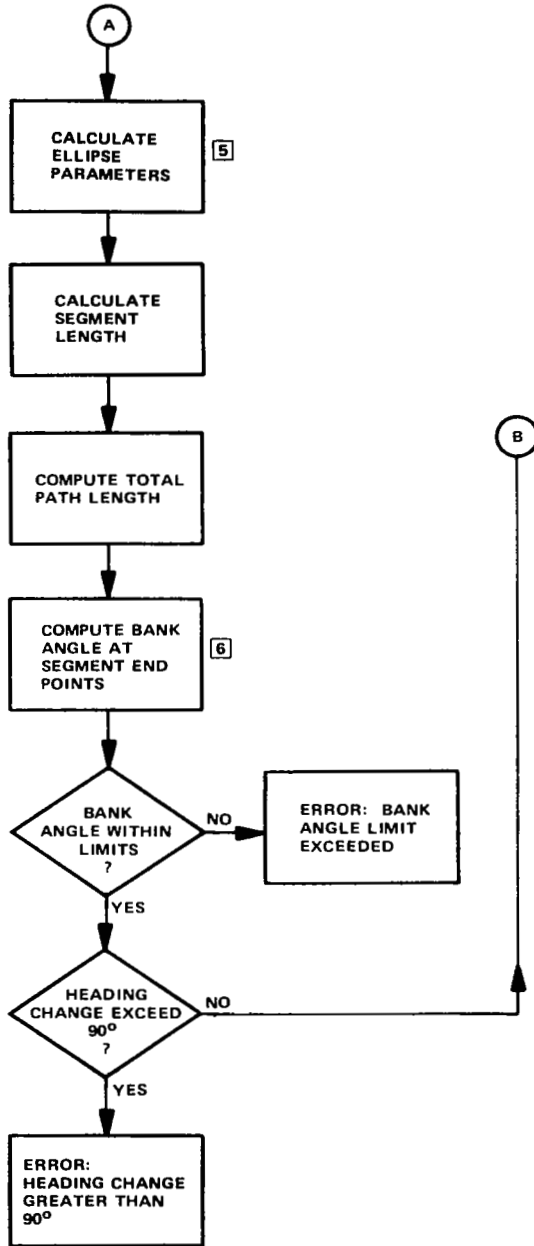 A
CALCULATE
ELLIPSE
PARAMETERS
5
CALCULATE
SEGMENT
LENGTH
B
COMPUTE TOTAL
PATH LENGTH
COMPUTE BANK
ANGLE AT
SEGMENT END
POINTS
6
BANK
ANGLE WITHIN
LIMITS
?
NO
ERROR: BANK
ANGLE LIMIT
EXCEEDED
YES
HEADING
CHANGE EXCEED
90°
?
NO
YES
ERROR:
HEADING CHANGE
GREATER THAN
90°